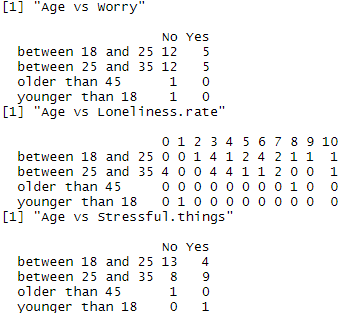 [1] "Age vs Worry"
No Yes
between 18 and 25 12 5
between 25 and 35 12 5
older than 45 1 0
younger than 18 1 0
[1] "Age vs Loneliness.rate"
0 1 2 3 4 5 6 7 8 9 10
between 18 and 25 0 0 1 4 1 2 4 2 1 1 1
between 25 and 35 4 0 0 4 4 1 1 2 0 0 1
older than 45 0 0 0 0 0 0 0 0 1 0 0
younger than 18 0 1 0 0 0 0 0 0 0 0 0
[1] "Age vs Stressful.things"
No Yes
between 18 and 25 13 4
between 25 and 35 8 9
older than 45 1 0
younger than 18 0 1